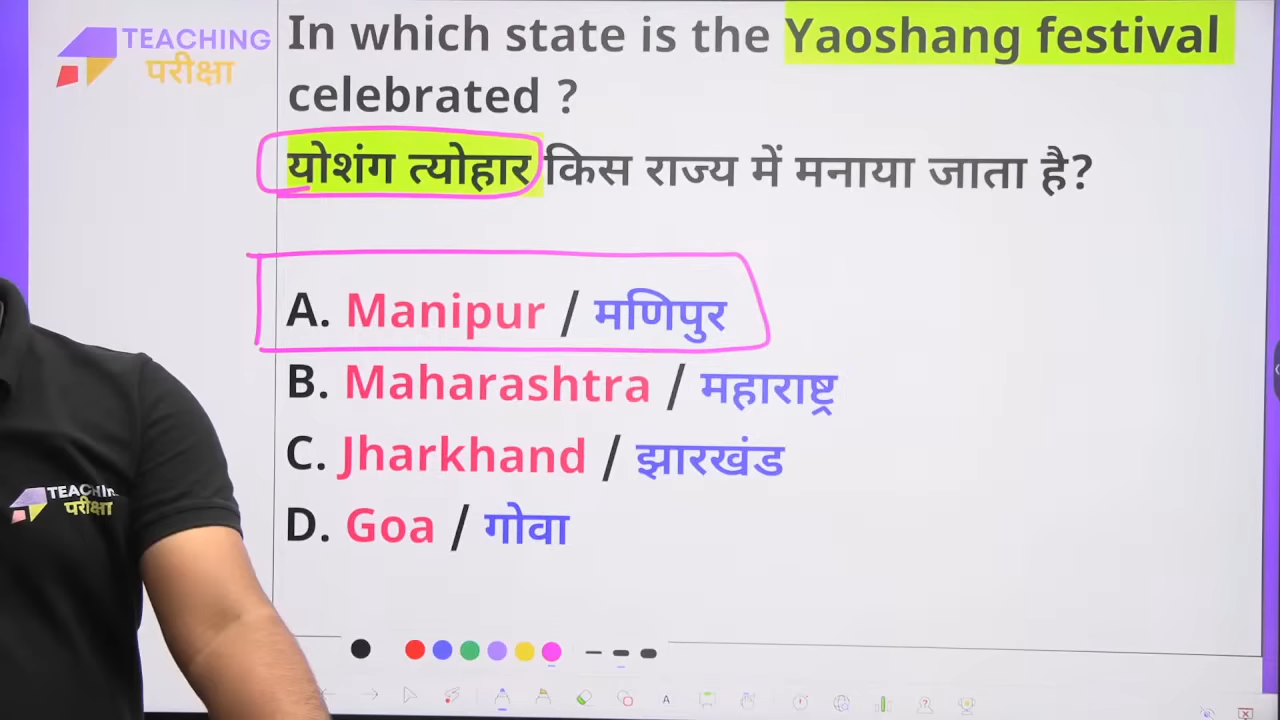 TEACHING
परीक्षा
In which state is the Yaoshang festival
celebrated ?
योशंग त्योहार किस राज्य में मनाया जाता है?
A. Manipur / मणिपुर
B. Maharashtra / महाराष्ट्र
C. Jharkhand / झारखंड
D. Goa / गोवा
परीक्षा